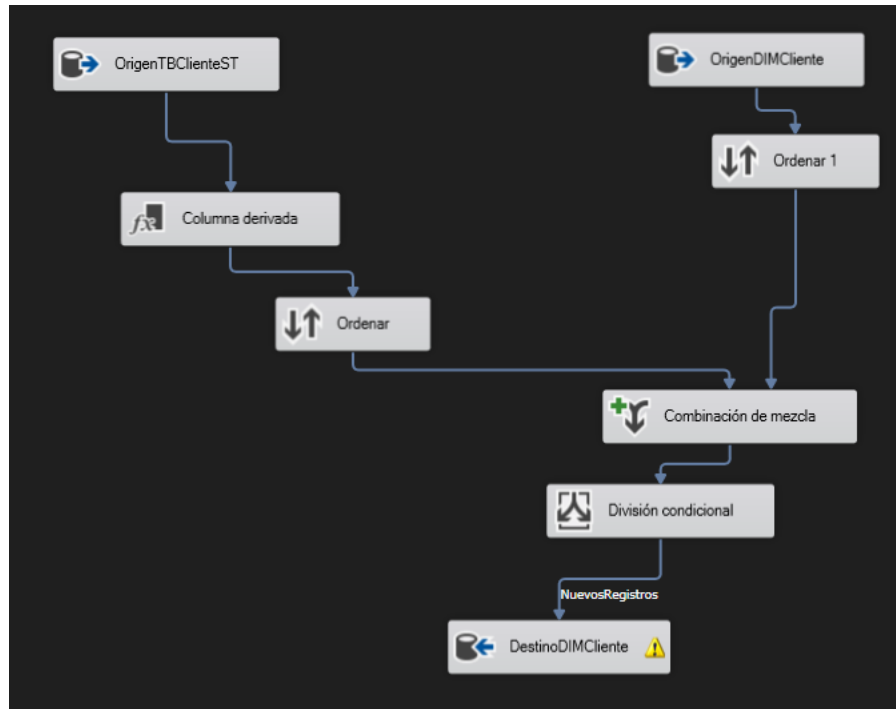 OrigenTBClienteST
OrigenDIMCliente
Ordenar 1
Columna derivada
Ordenar
Combinación de mezcla
División condicional
NuevosRegistros
DestinoDIMCliente